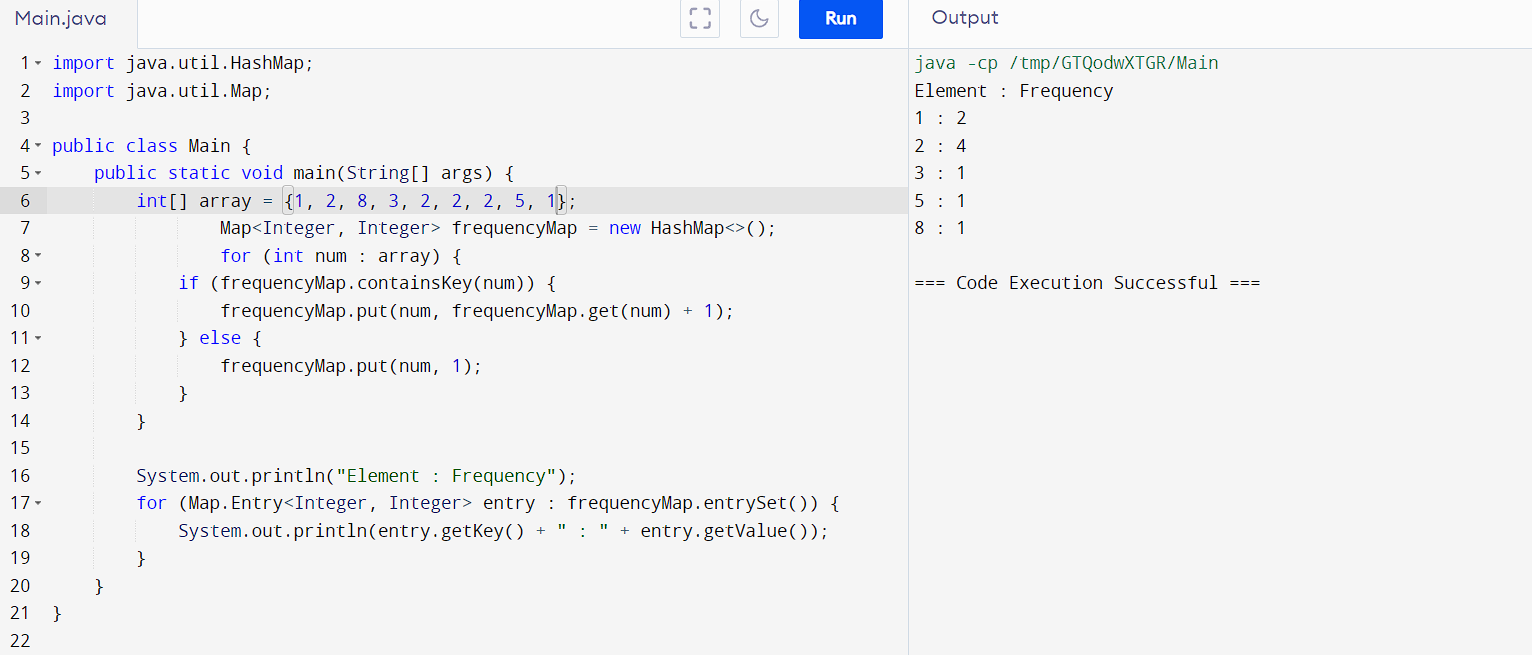 Main.java
Run
Output
1 import java.util.HashMap;
2 import java.util.Map;
3
4 public class Main {
5     public static void main(String[] args) {
6         int[] array = {1, 2, 8, 3, 2, 2, 2, 5, 1};
7                 Map<Integer, Integer> frequencyMap = new HashMap<>();
8                 for (int num : array) {
9             if (frequencyMap.containsKey(num)) {
10                 frequencyMap.put(num, frequencyMap.get(num) + 1);
11             } else {
12                 frequencyMap.put(num, 1);
13             }
14         }
15
16         System.out.println("Element : Frequency");
17         for (Map.Entry<Integer, Integer> entry : frequencyMap.entrySet()) {
18             System.out.println(entry.getKey() + " : " + entry.getValue());
19         }
20     }
21 }
22
java -cp /tmp/GTQodwXTGR/Main
Element : Frequency
1 : 2
2 : 4
3 : 1
5 : 1
8 : 1
=== Code Execution Successful ===